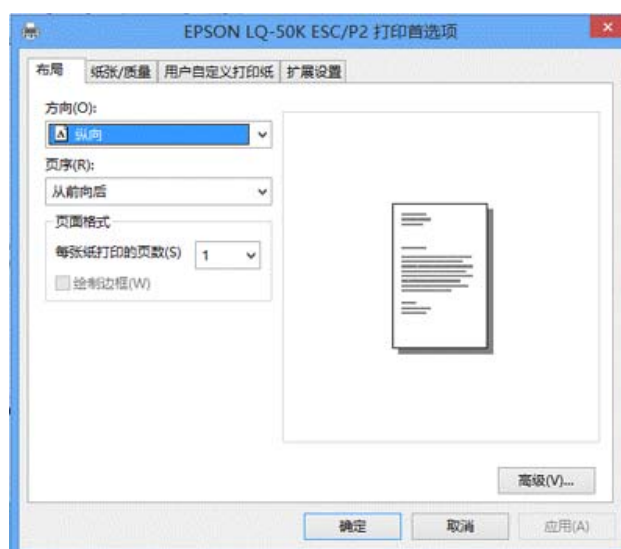 EPSON LQ-50K ESC/P2 打印首选项
布局 纸张/质量 用户自定义打印纸 扩展设置
方向(O):
纵向
页序(R):
从前向后
页面格式
每张纸打印的页数(S) 1
绘制边框(W)
高级(V)...
确定 取消 应用(A)